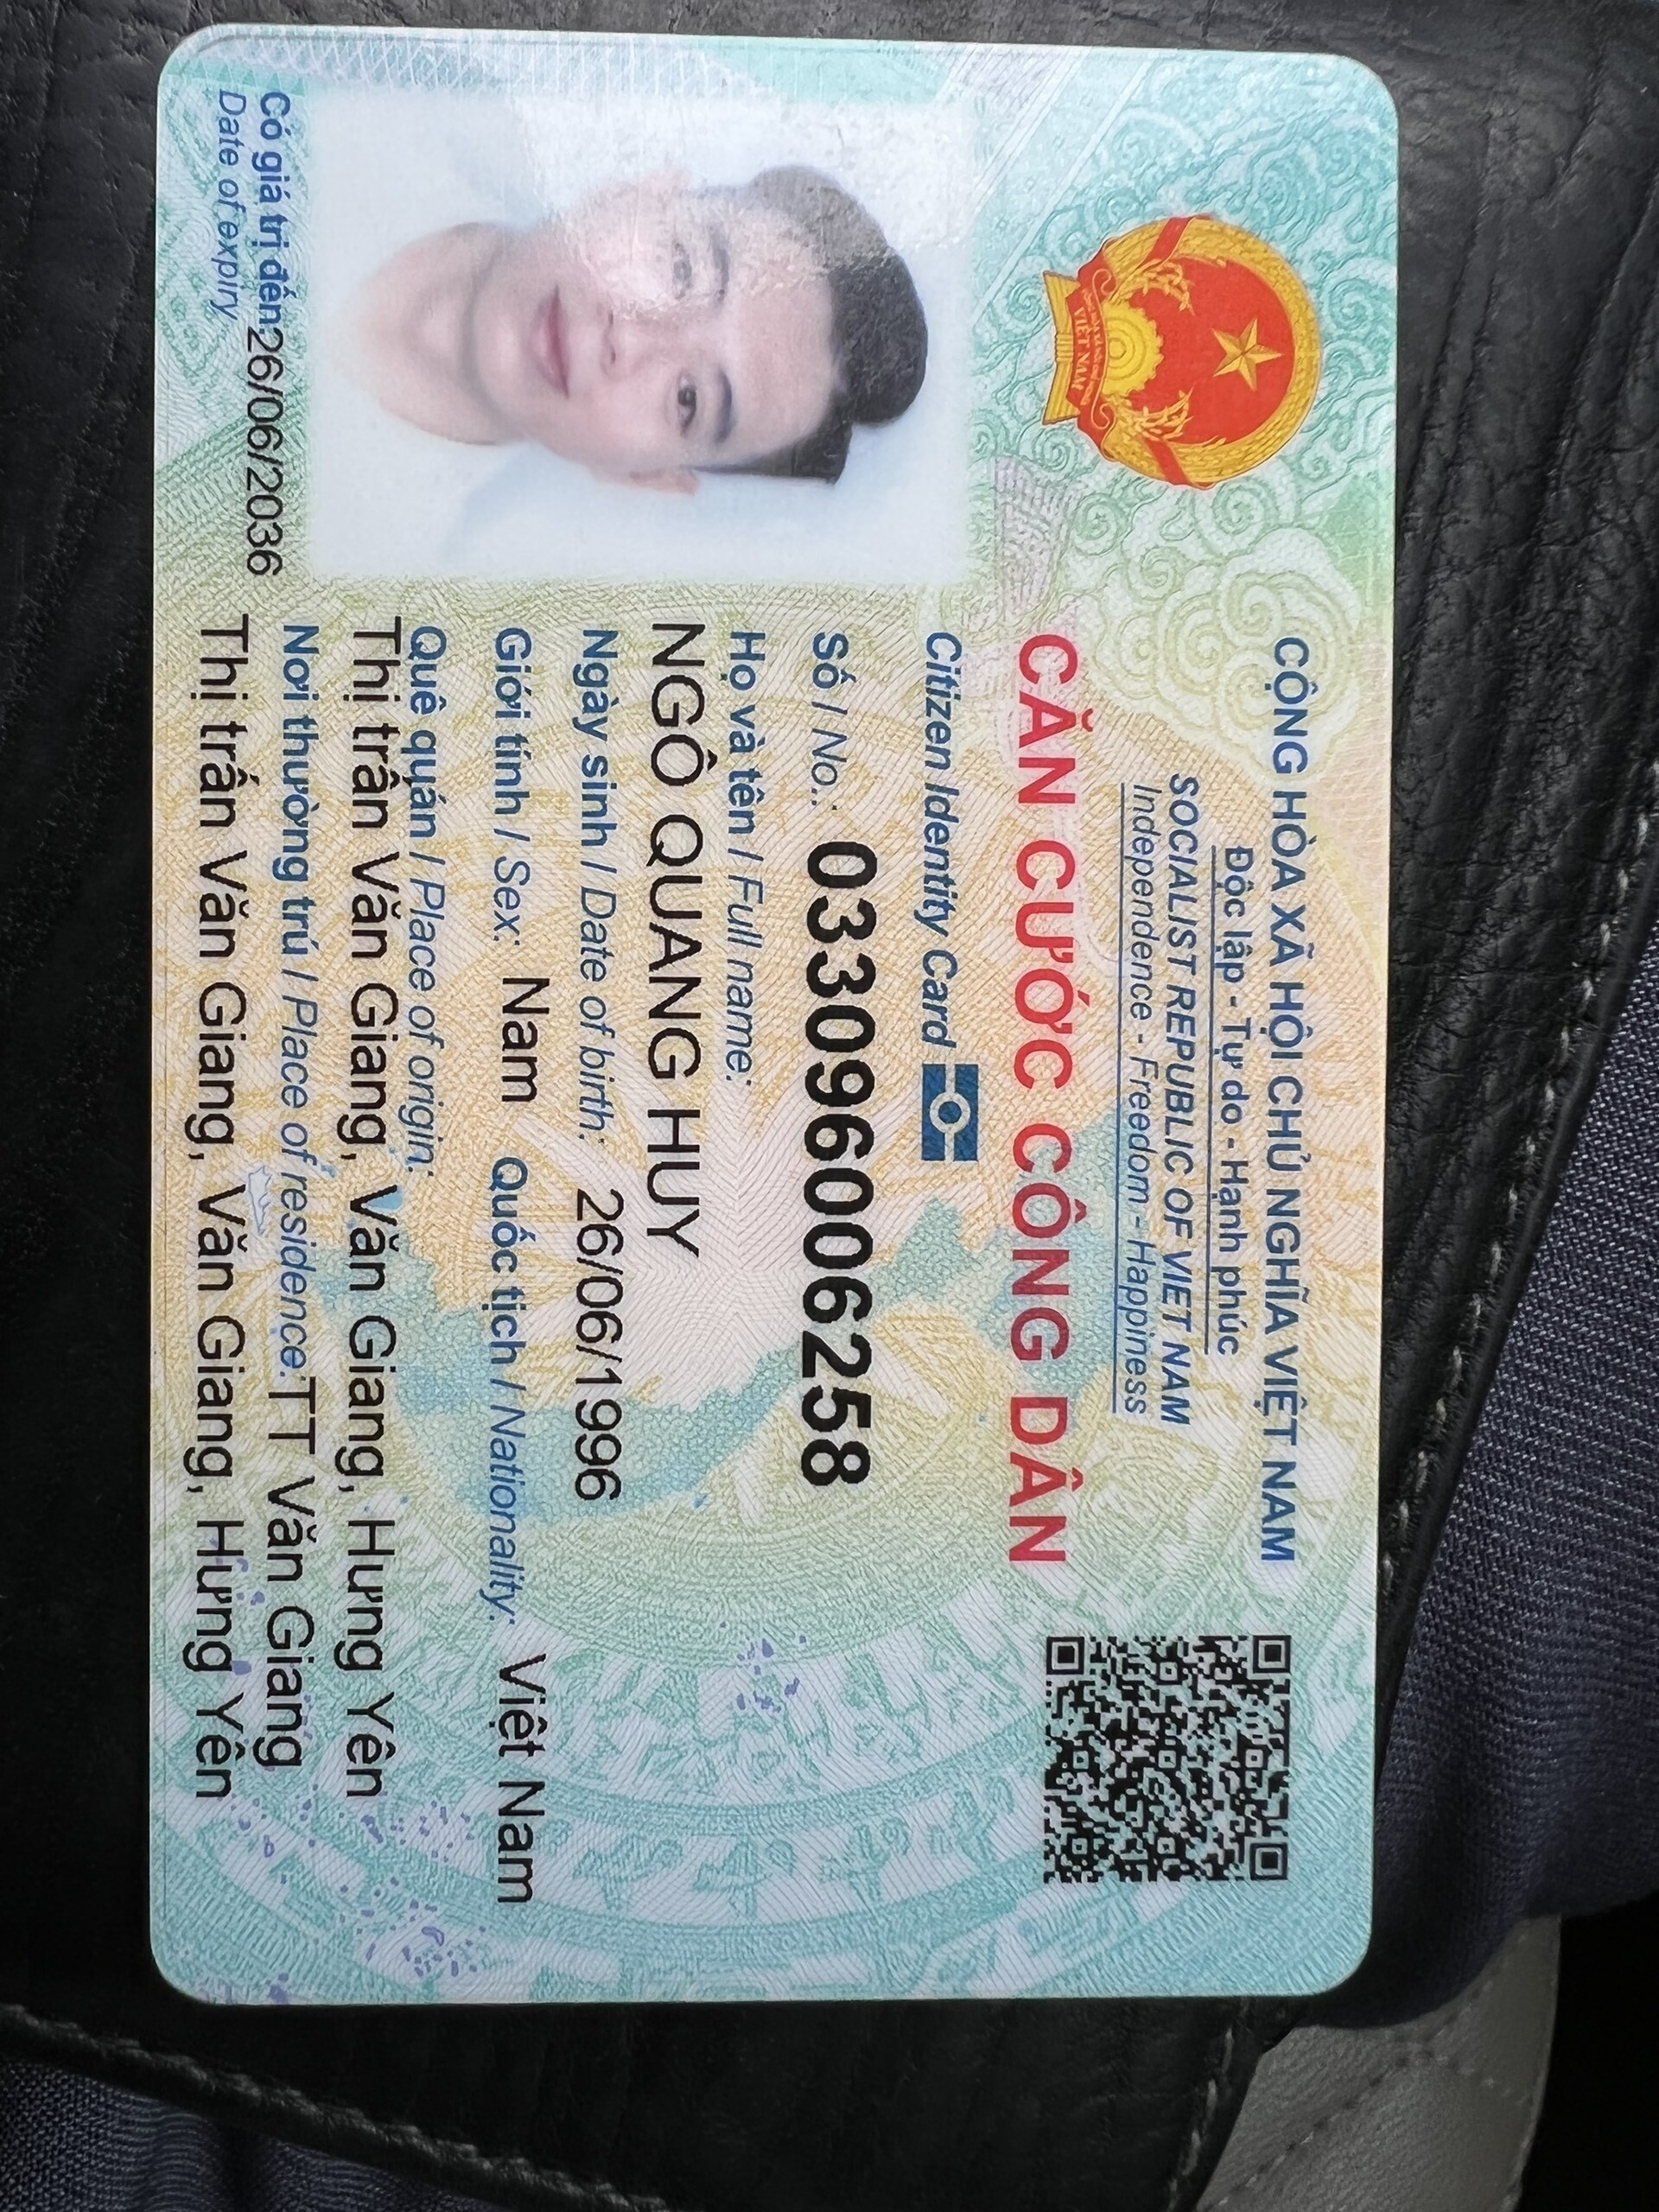 CỘNG HÒA XÃ HỘI CHỦ NGHĨA VIỆT NAM
Độc lập - Tự do - Hạnh phúc
SOCIALIST REPUBLIC OF VIET NAM
Independence - Freedom - Happiness
CĂN CƯỚC CÔNG DÂN
Citizen Identity Card
Số / No.: 033096006258
Họ và tên / Full name:
NGÔ QUANG HUY
Ngày sinh / Date of birth: 26/06/1996
Giới tính / Sex: Nam Quốc tịch / Nationality: Việt Nam
Quê quán / Place of origin:
Thị trấn Văn Giang, Văn Giang, Hưng Yên
Nơi thường trú / Place of residence: TT Văn Giang
Thị trấn Văn Giang, Văn Giang, Hưng Yên
Có giá trị đến: 26/06/2036
Date of expiry
VIỆT NAM